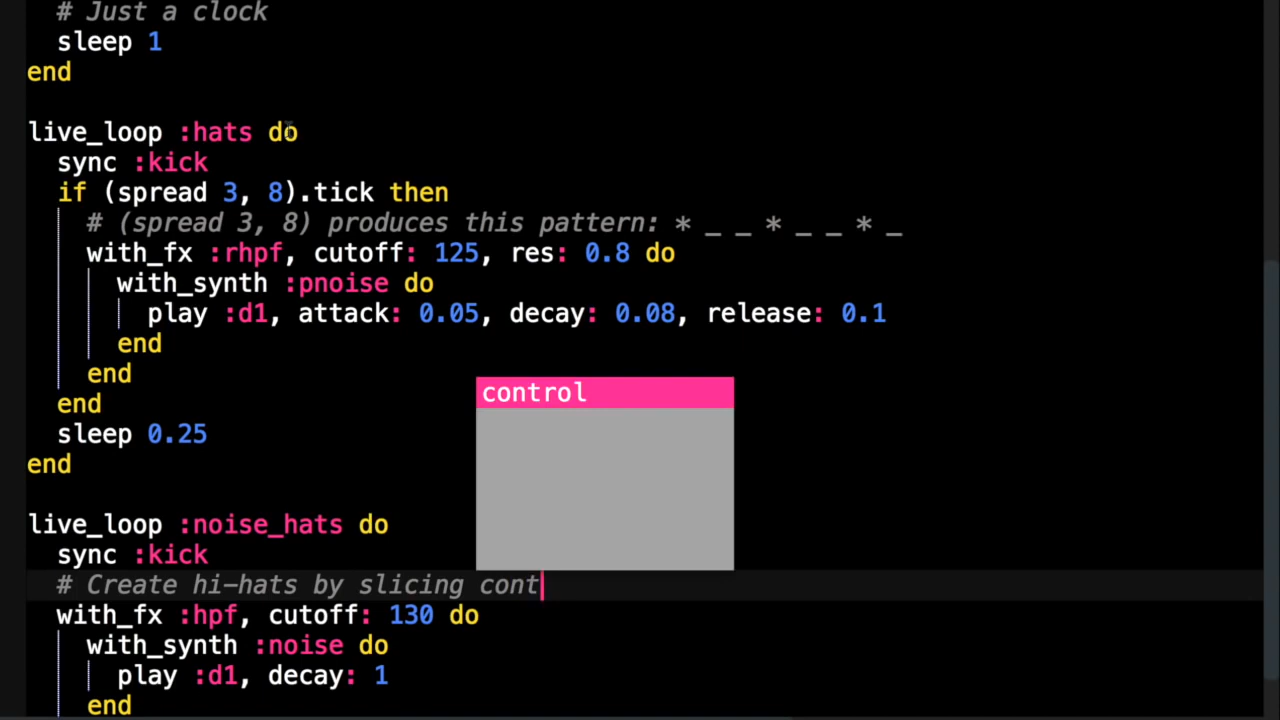 # Just a clock
sleep 1
end
live_loop :hats do
sync :kick
if (spread 3, 8).tick then
# (spread 3, 8) produces this pattern: * _ _ * _ _ * _
with_fx :rhpf, cutoff: 125, res: 0.8 do
with_synth :pnoise do
play :d1, attack: 0.05, decay: 0.08, release: 0.1
end
end
end
sleep 0.25
end
control
live_loop :noise_hats do
sync :kick
# Create hi-hats by slicing cont
with_fx :hpf, cutoff: 130 do
with_synth :noise do
play :d1, decay: 1
end